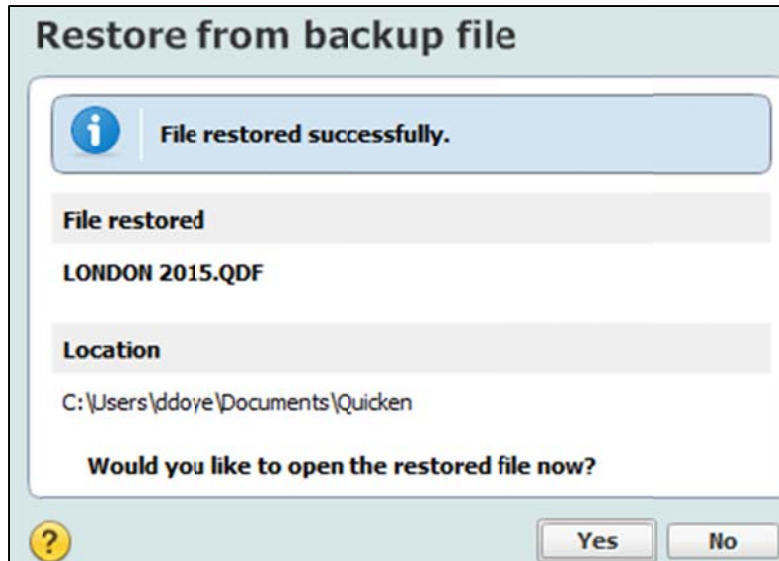 Restore from backup file
i
File restored successfully.
File restored
LONDON 2015.QDF
Location
C:\Users\ddoye\Documents\Quicken
Would you like to open the restored file now?
?
Yes
No